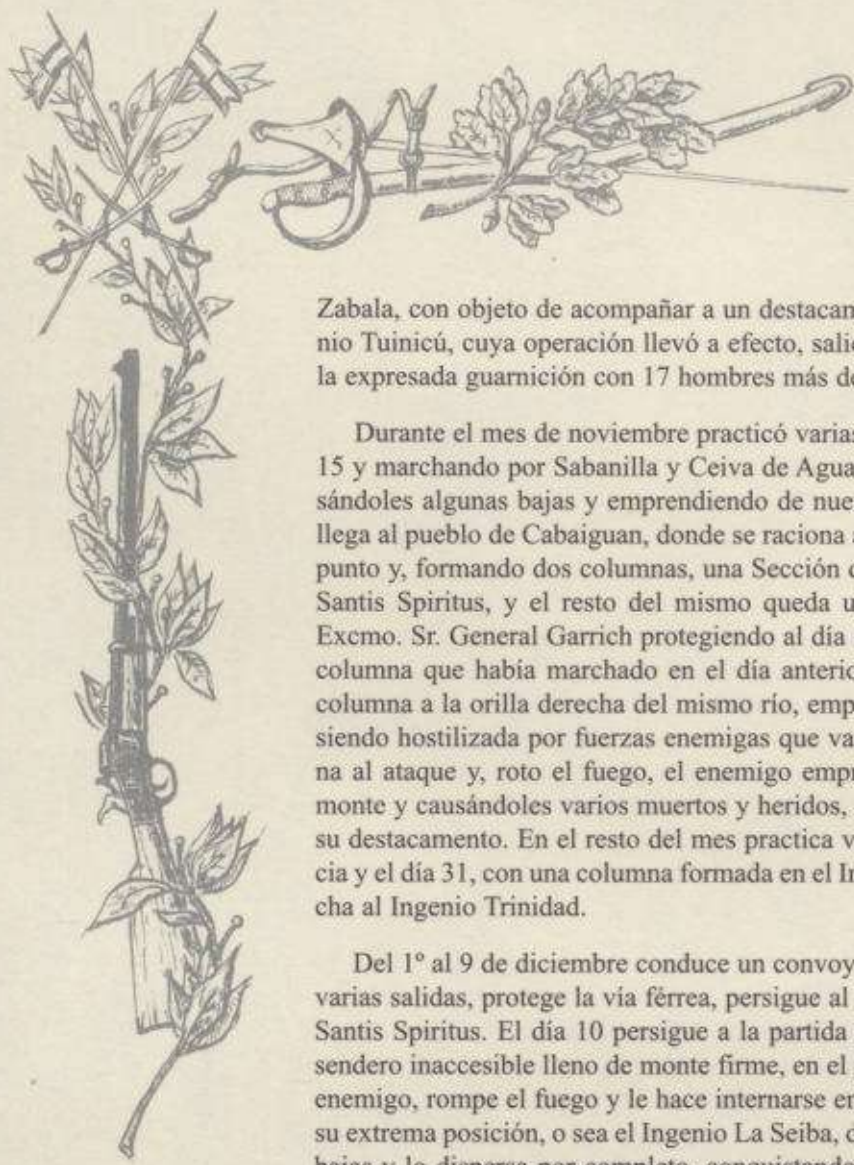 Zabala, con objeto de acompañar a un destacam
nio Tuinicú, cuya operación llevó a efecto, salic
la expresada guarnición con 17 hombres más de
Durante el mes de noviembre practicó varias
15 y marchando por Sabanilla y Ceiva de Agua
sándoles algunas bajas y emprendiendo de nue
llega al pueblo de Cabaiguan, donde se raciona a
punto y, formando dos columnas, una Sección d
Santis Spiritus, y el resto del mismo queda u
Excmo. Sr. General Garrich protegiendo al día
columna que había marchado en el día anterio
columna a la orilla derecha del mismo río, emp
siendo hostilizada por fuerzas enemigas que va
na al ataque y, roto el fuego, el enemigo empr
monte y causándoles varios muertos y heridos,
su destacamento. En el resto del mes practica v
cia y el día 31, con una columna formada en el In
cha al Ingenio Trinidad.
Del 1º al 9 de diciembre conduce un convoy
varias salidas, protege la vía férrea, persigue al
Santis Spiritus. El día 10 persigue a la partida
sendero inaccesible lleno de monte firme, en el
enemigo, rompe el fuego y le hace internarse en
su extrema posición, o sea el Ingenio La Seiba, c
bajas y lo dispersa por completo, conquistando